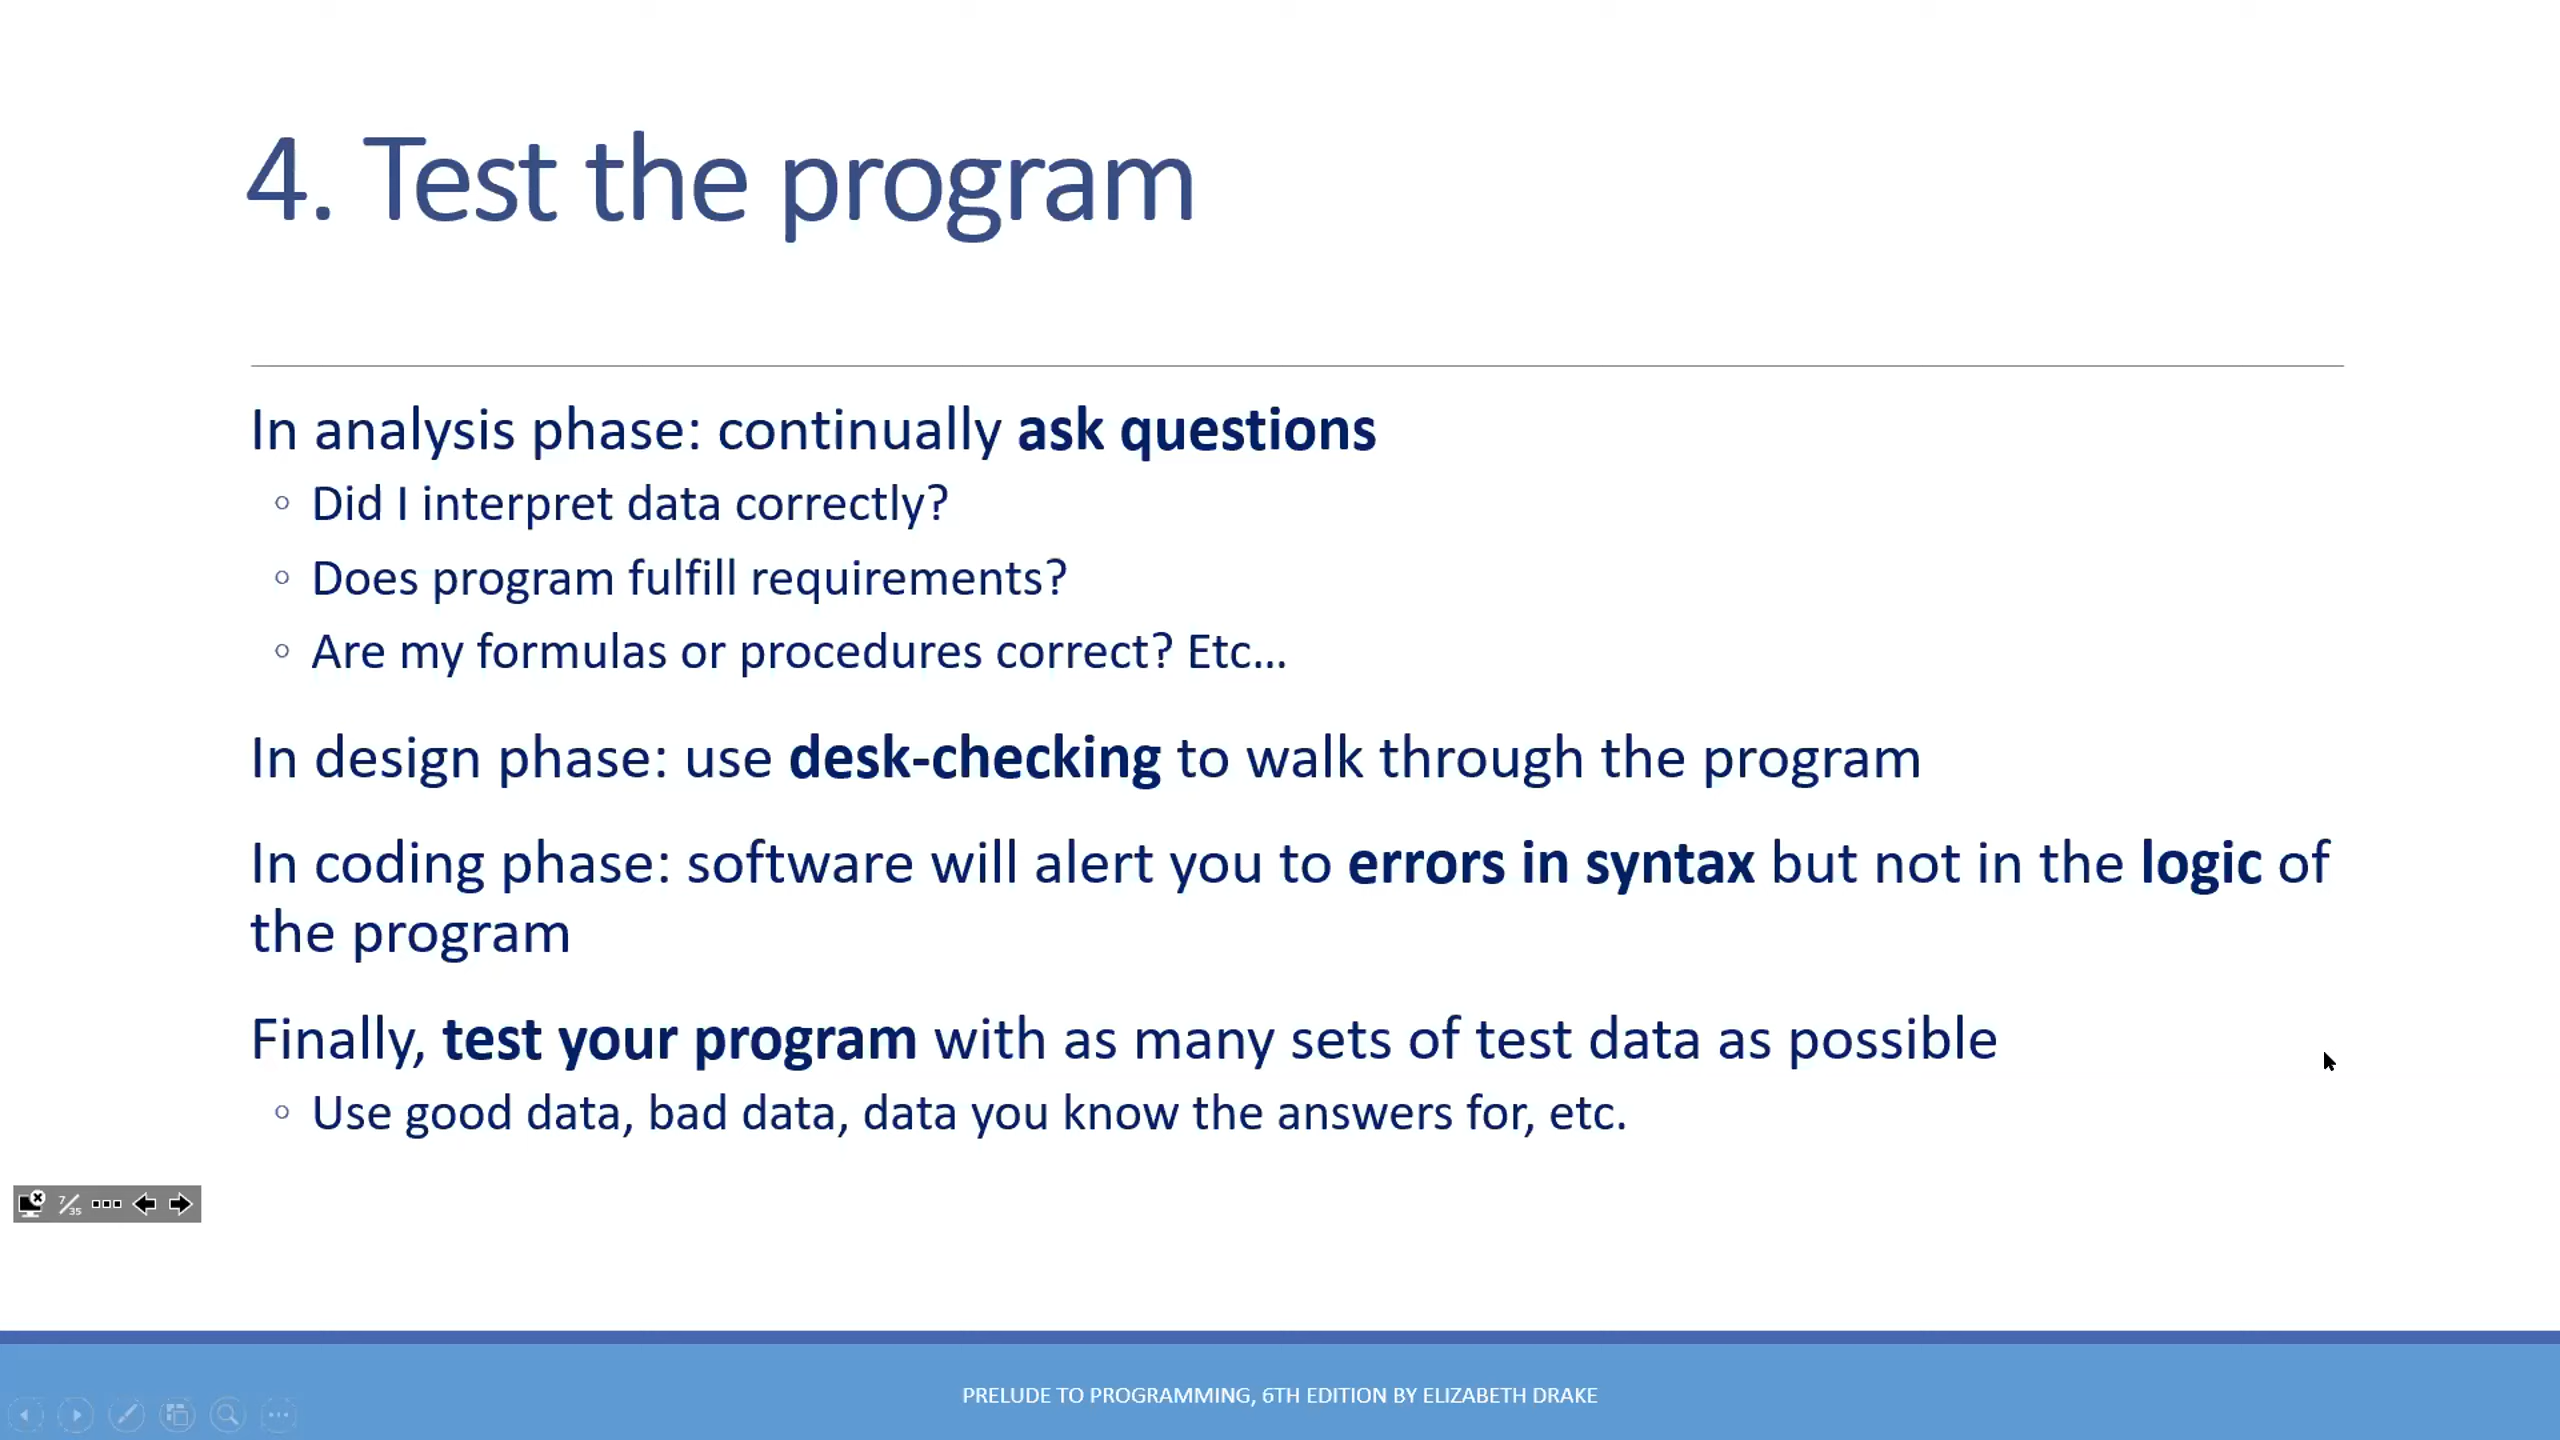 4. Test the program
In analysis phase: continually ask questions
◦ Did I interpret data correctly?
◦ Does program fulfill requirements?
◦ Are my formulas or procedures correct? Etc…
In design phase: use desk-checking to walk through the program
In coding phase: software will alert you to errors in syntax but not in the logic of
the program
Finally, test your program with as many sets of test data as possible
◦ Use good data, bad data, data you know the answers for, etc.
7/35
PRELUDE TO PROGRAMMING, 6TH EDITION BY ELIZABETH DRAKE